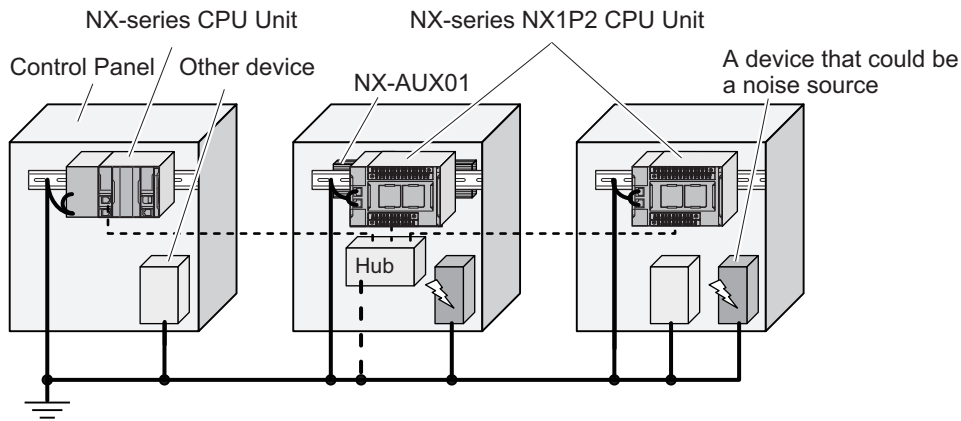 NX-series CPU Unit
NX-series NX1P2 CPU Unit
Control Panel
Other device
NX-AUX01
A device that could be
a noise source
Hub